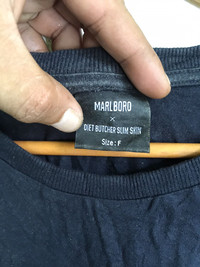 MARLBORO
×
DIET BUTCHER SLIM SKIN
Size : F